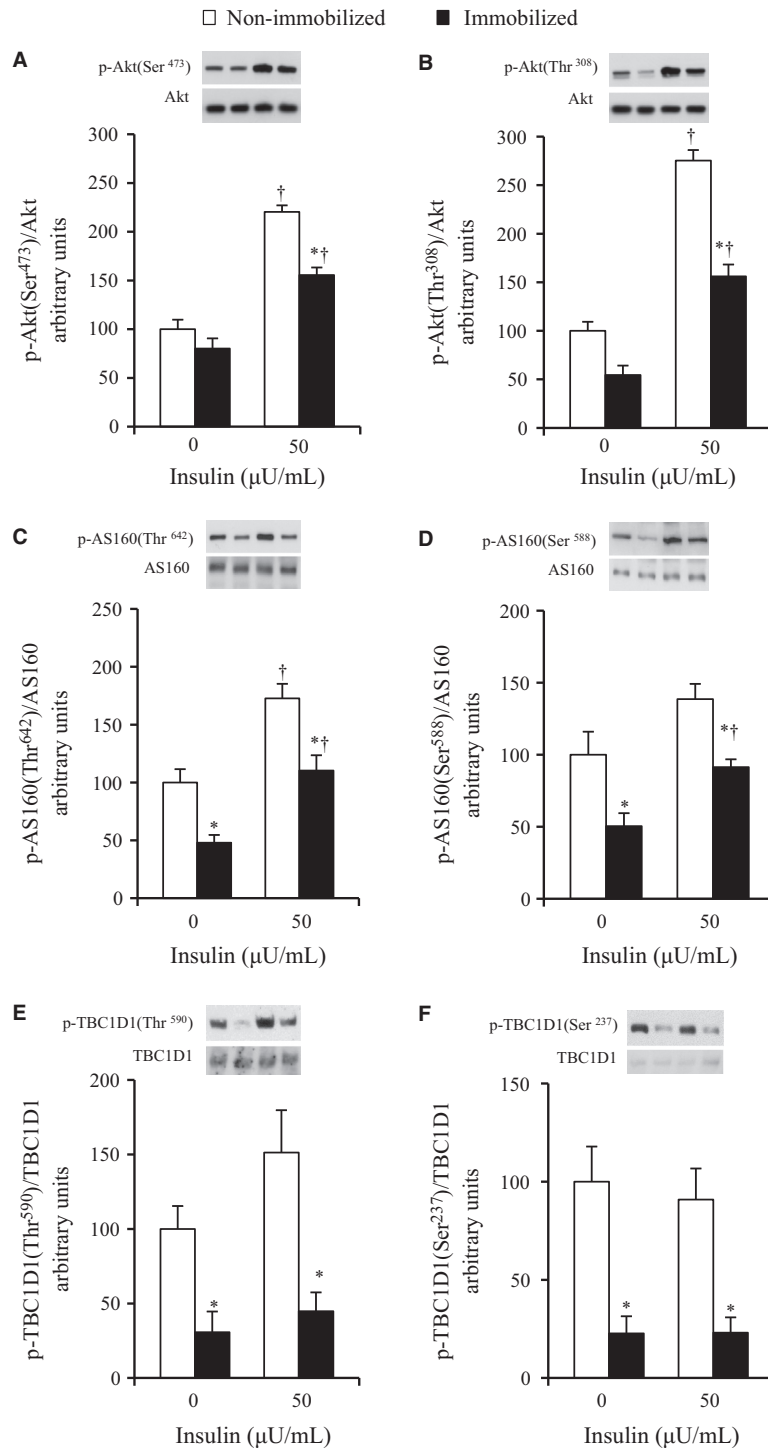 Non-immobilized Immobilized
A
p-Akt(Ser 473)
Akt
300
250
200
150
100
50
0
p-Akt(Ser473)/Akt
arbitrary units
†
*†
0 50
Insulin (µU/mL)
B
p-Akt(Thr 308)
Akt
300
250
200
150
100
50
0
p-Akt(Thr308)/Akt
arbitrary units
†
*†
0 50
Insulin (µU/mL)
C
p-AS160(Thr 642)
AS160
250
200
150
100
50
0
p-AS160(Thr642)/AS160
arbitrary units
*
†
*†
0 50
Insulin (µU/mL)
D
p-AS160(Ser 588)
AS160
200
150
100
50
0
p-AS160(Ser588)/AS160
arbitrary units
*
*†
0 50
Insulin (µU/mL)
E
p-TBC1D1(Thr 590)
TBC1D1
200
150
100
50
0
p-TBC1D1(Thr590)/TBC1D1
arbitrary units
*
*
0 50
Insulin (µU/mL)
F
p-TBC1D1(Ser 237)
TBC1D1
150
100
50
0
p-TBC1D1(Ser237)/TBC1D1
arbitrary units
*
*
0 50
Insulin (µU/mL)